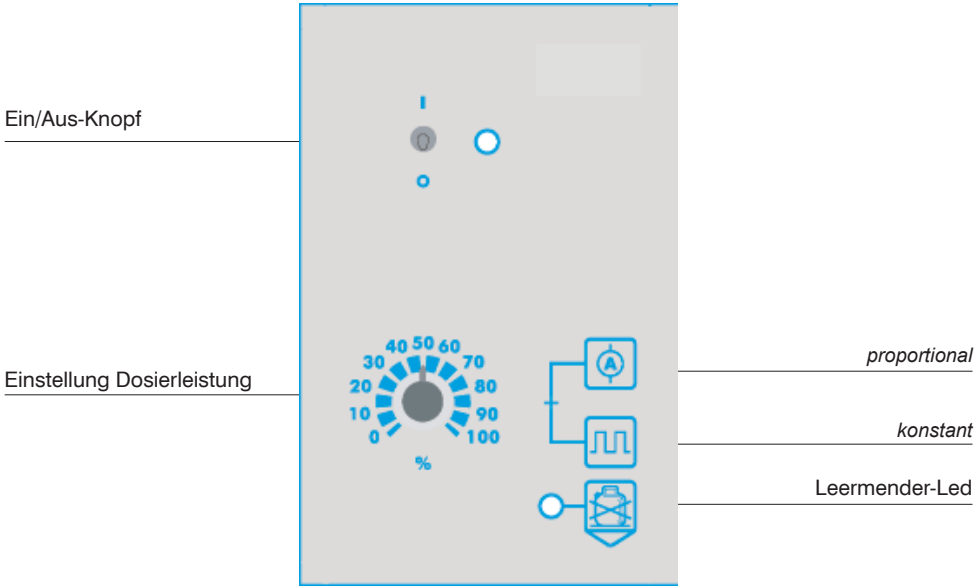 Ein/Aus-Knopf
I
O
Einstellung Dosierleistung
0 10 20 30 40 50 60 70 80 90 100
%
A
proportional
konstant
Leermender-Led